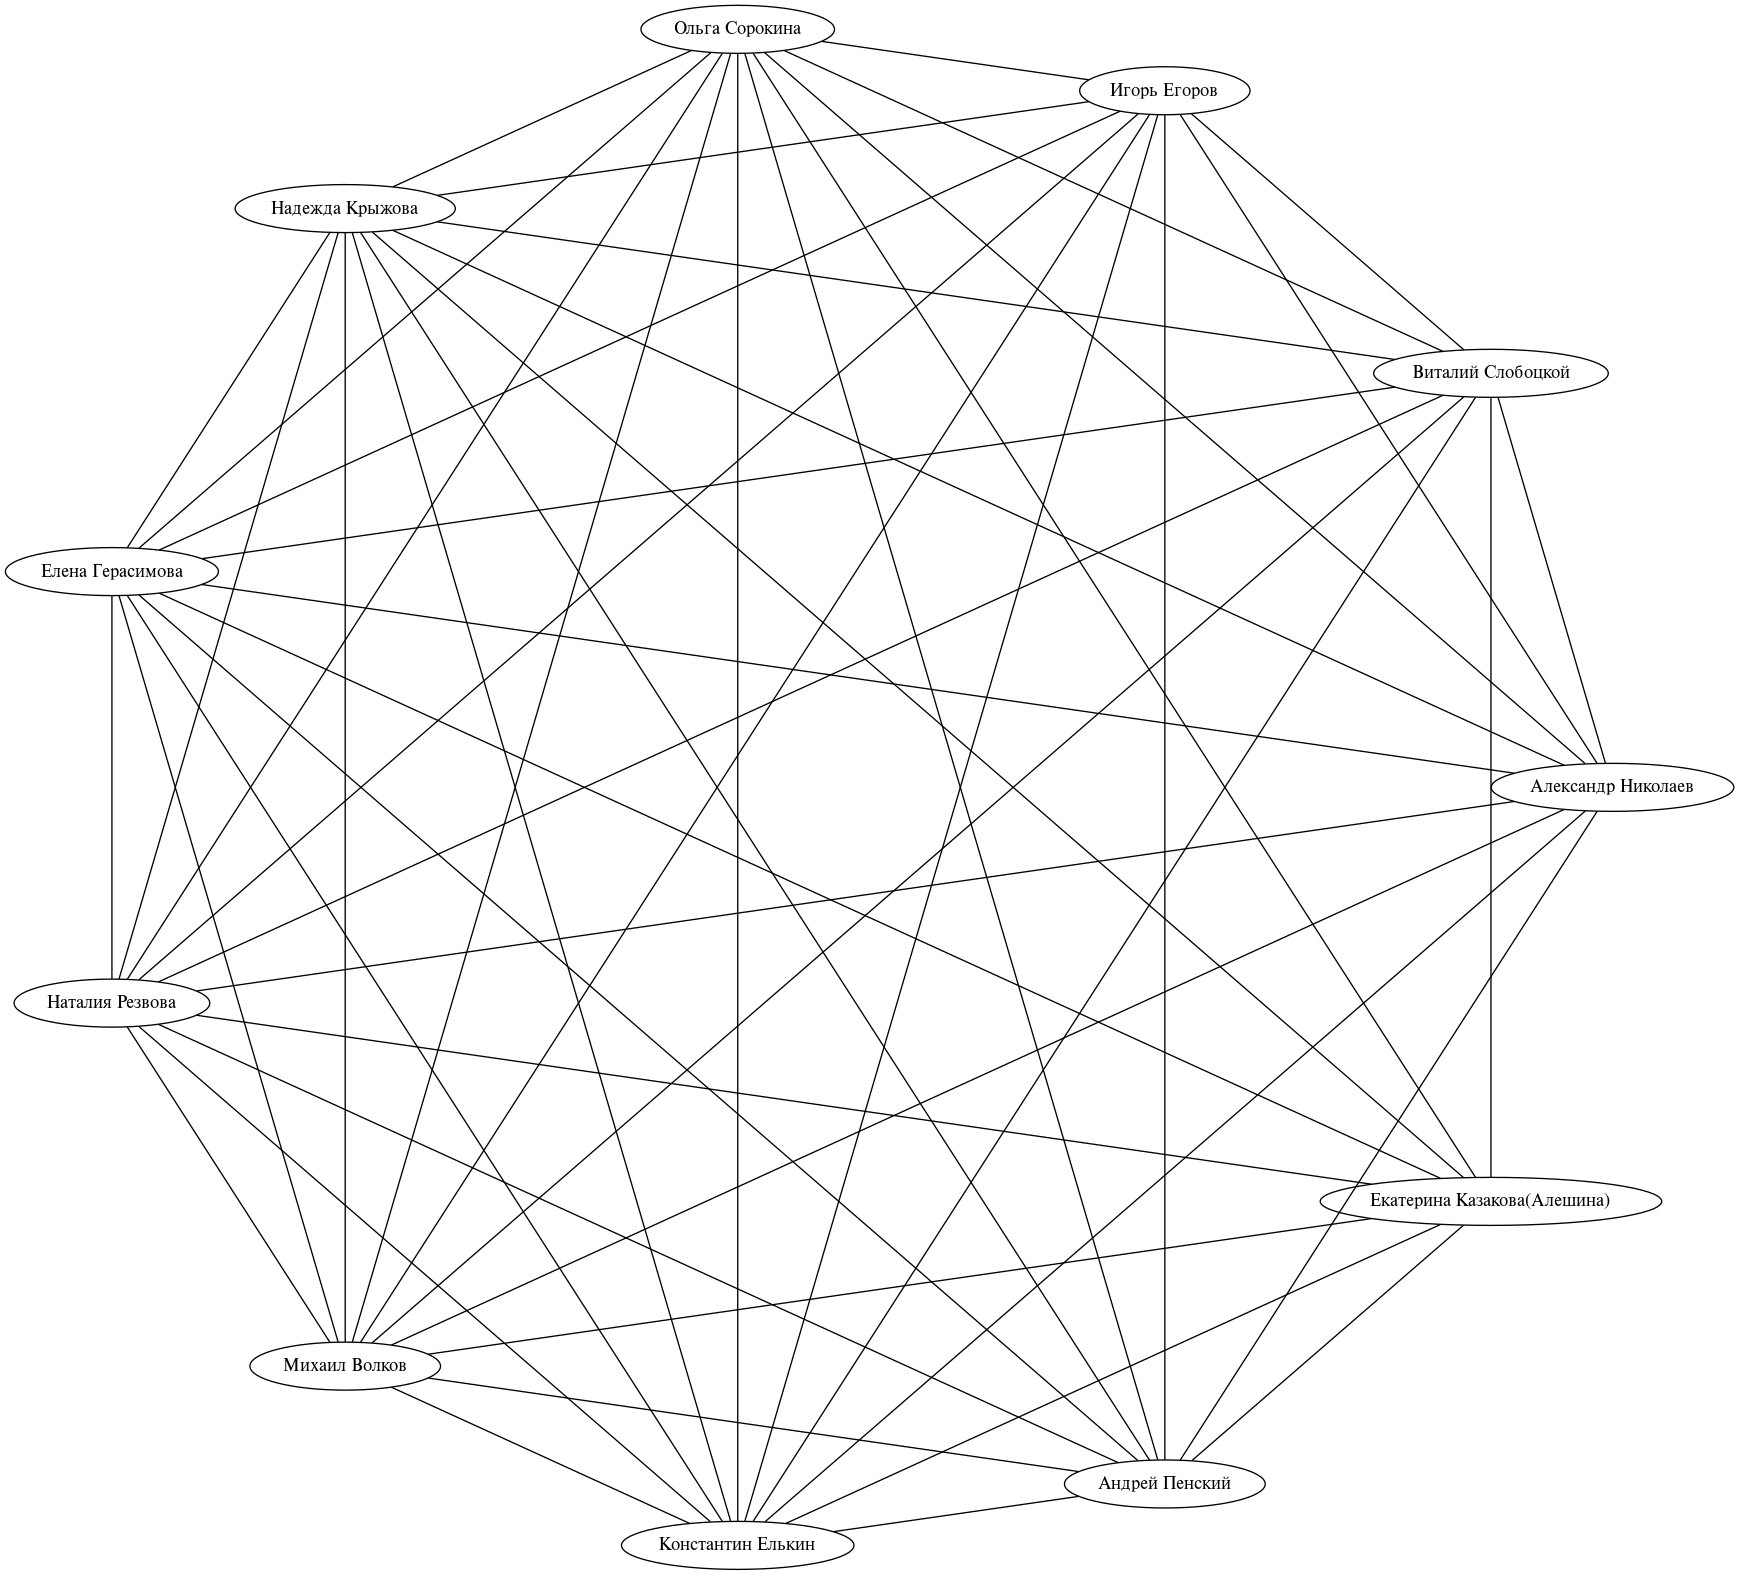 Ольга Сорокина
Игорь Егоров
Надежда Крыжова
Виталий Слобоцкой
Елена Герасимова
Александр Николаев
Наталия Резвова
Екатерина Казакова(Алешина)
Михаил Волков
Андрей Пенский
Константин Елькин